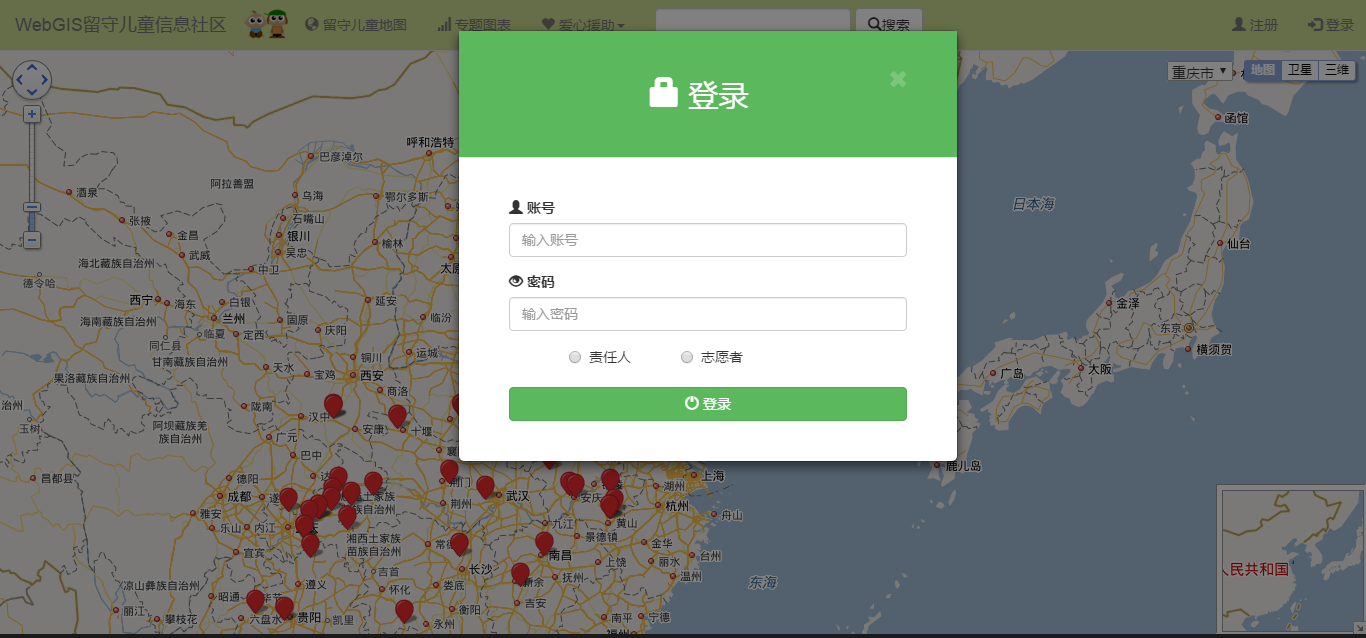 WebGIS留守儿童信息社区 留守儿童地图 专题图表 爱心援助 搜索 注册 登录
登录
账号
输入账号
密码
输入密码
责任人 志愿者
登录
重庆市 地图 卫星 三维
函馆
呼和浩特
巴彦淖尔
阿拉善盟
酒泉
乌海
鄂尔多斯
日本海
张掖
石嘴山
金昌
银川
榆林
仙台
武威
吴忠
海北藏族自治州
中卫
太原
德令哈
西宁
海东
白银
延安
金泽
海南藏族自治州
兰州
固原
临汾
临夏
定西
庆阳
东京
同仁县
横须贺
甘南藏族自治州
铜川
运城
天水
宝鸡
西安
广岛
大阪
果洛藏族自治州
商洛
治州
陇南
汉中
玉树
阿坝藏族羌
族自治州
安康
十堰
广元
巴中
襄
鹿儿岛
昌都县
德阳
达
荆门
上海
成都
遂
土家族
自治州
武汉
安庆
湖州
荆州
杭州
雅安
舟山
乐山
内江
九江
黄山
湘西土家族
苗族自治州
景德镇
宜宾
常德
金华
南昌
台州
上饶
丽水
凉山彝族自治州
遵义
吉首
长沙
新余
抚州
温州
东海
怀化
娄底
昭通
毕节
吉安
丽江
攀枝花
六盘水
贵阳
凯里
衡阳
永州
南平
宁德
福州
人民共和国